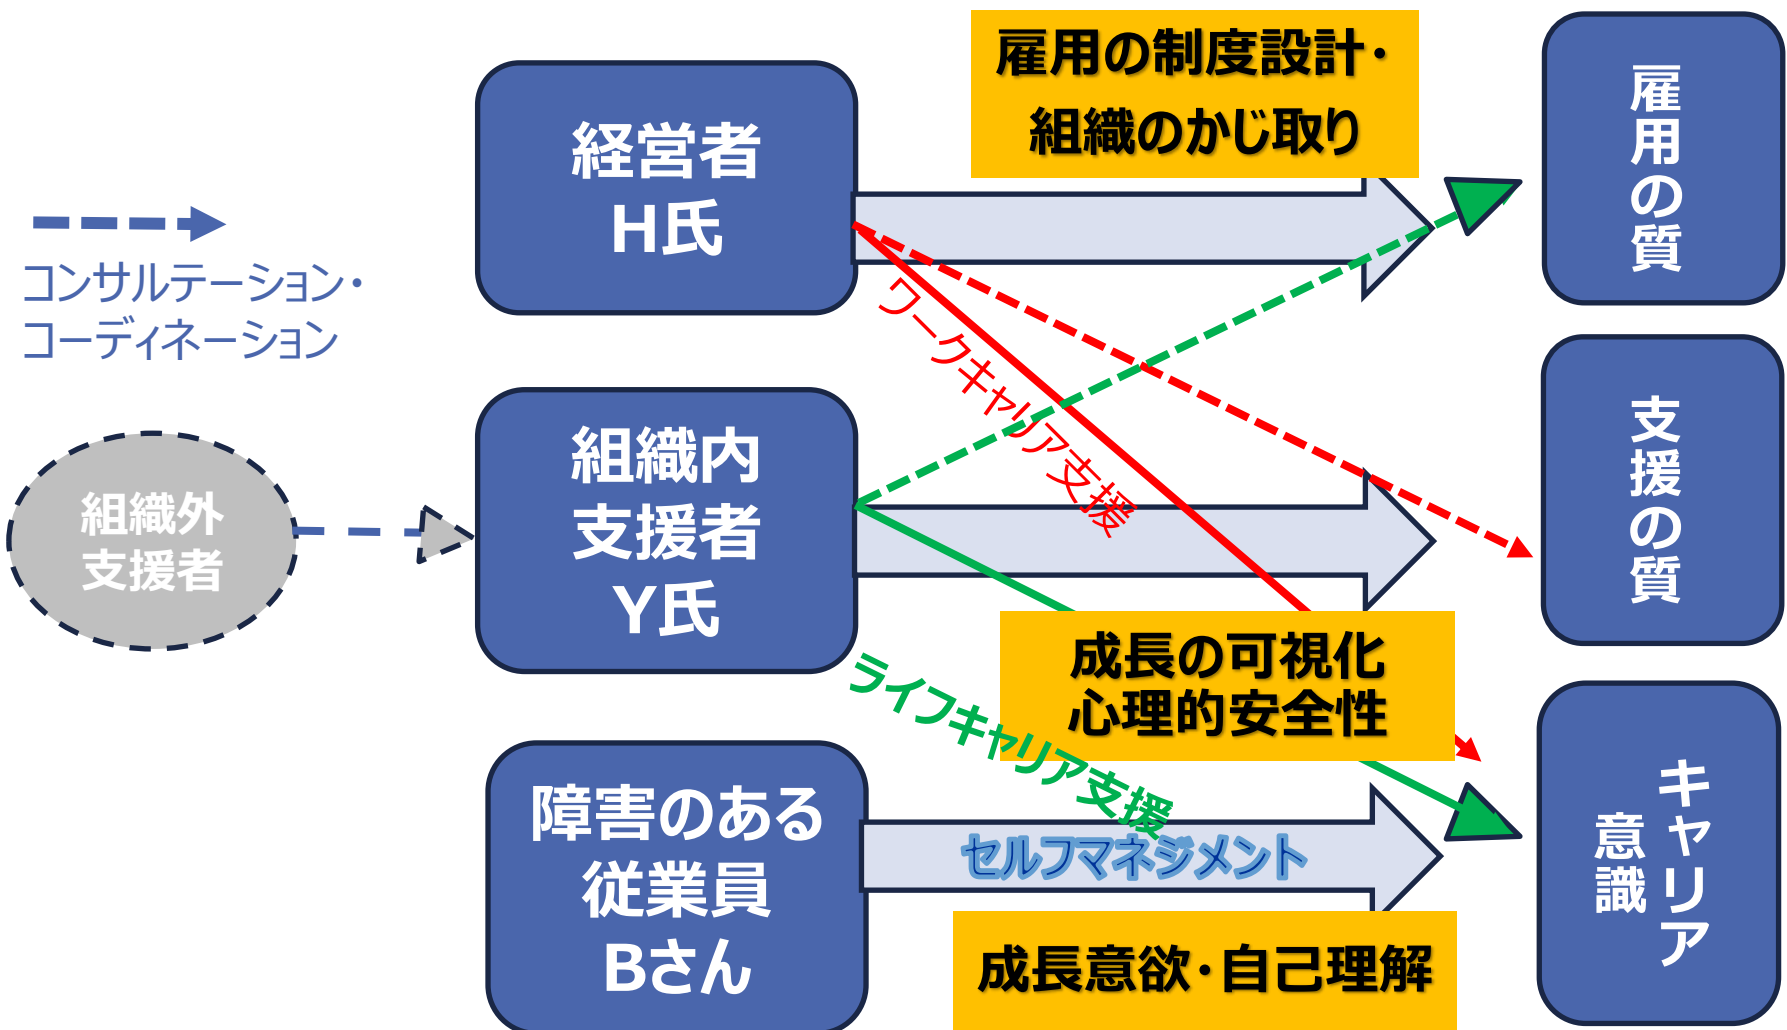 雇用の制度設計・
組織のかじ取り
経営者
H氏
雇用の質
コンサルテーション・
コーディネーション
ワークキャリア支援
組織内
支援者
Y氏
支援の質
組織外
支援者
成長の可視化
心理的安全性
ライフキャリア支援
障害のある
従業員
Bさん
セルフマネジメント
キャリア
意識
成長意欲・自己理解